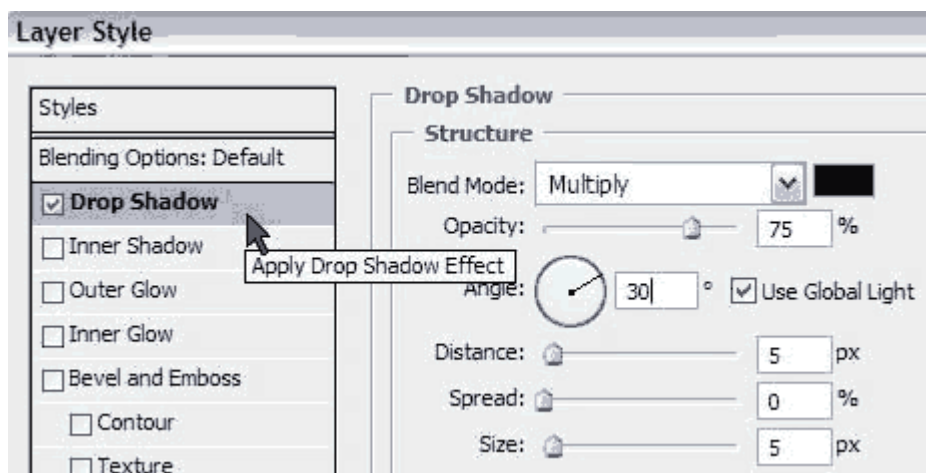 Layer Style
Styles
Blending Options: Default
Drop Shadow
Inner Shadow
Apply Drop Shadow Effect
Outer Glow
Inner Glow
Bevel and Emboss
Contour
Texture
Drop Shadow
Structure
Blend Mode: Multiply
Opacity: 75 %
Angle: 30 ° Use Global Light
Distance: 5 px
Spread: 0 %
Size: 5 px